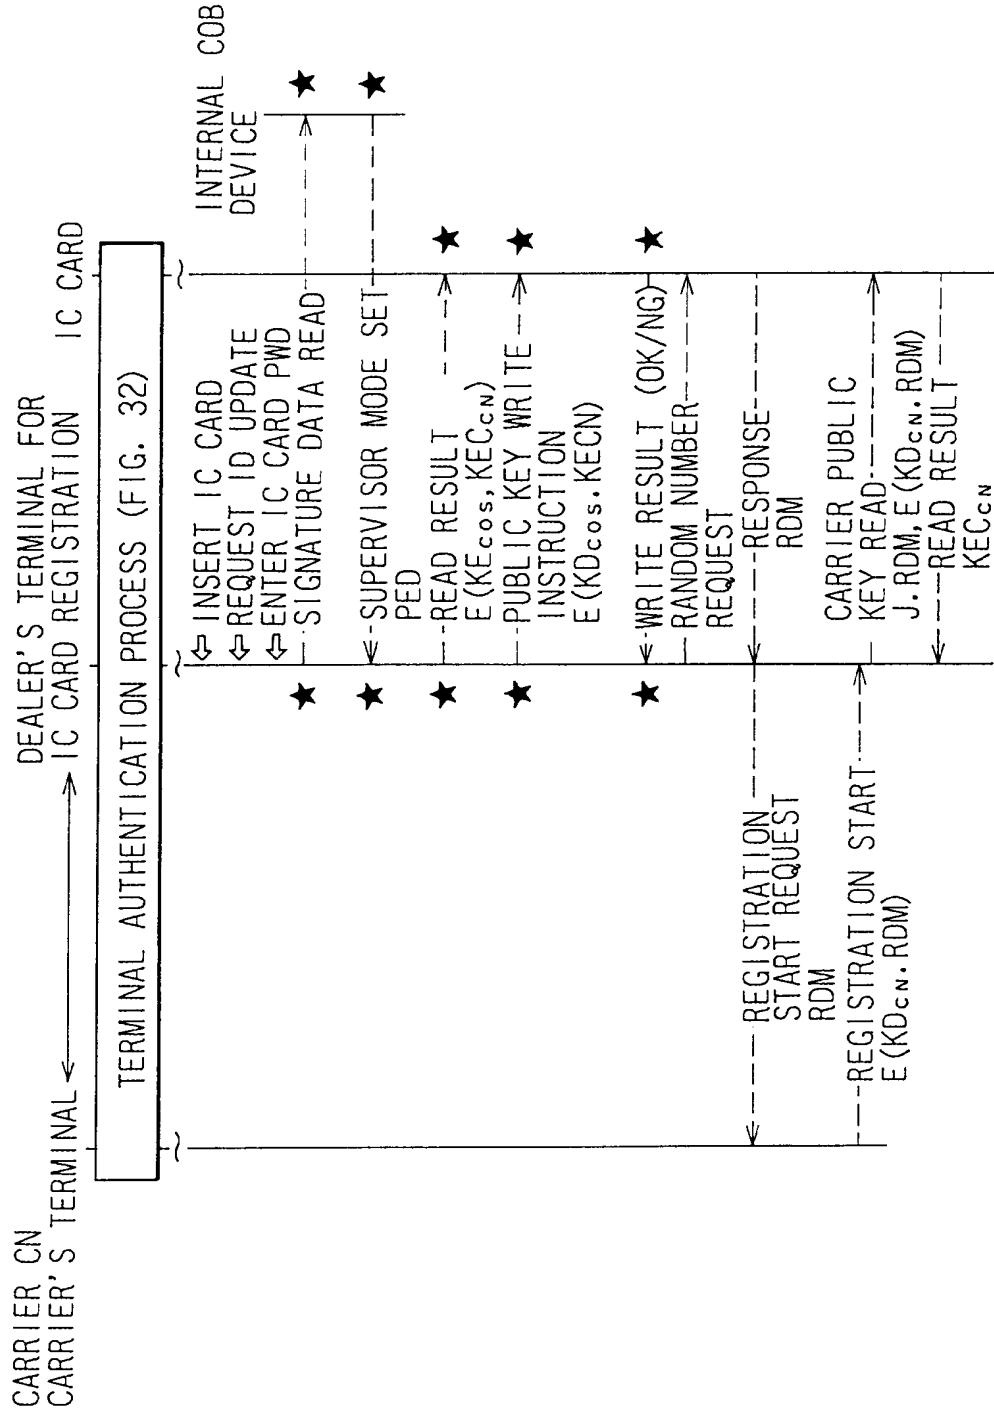 CARRIER CN
CARRIER'S TERMINAL
DEALER'S TERMINAL FOR
IC CARD REGISTRATION
IC CARD
TERMINAL AUTHENTICATION PROCESS (FIG. 32)
INTERNAL COB
DEVICE
INSERT IC CARD
REQUEST ID UPDATE
ENTER IC CARD PWD
SIGNATURE DATA READ
SUPERVISOR MODE SET
PED
READ RESULT
E(KEcos,KECCN)
PUBLIC KEY WRITE
INSTRUCTION
E(KDcos.KECN)
WRITE RESULT (OK/NG)
RANDOM NUMBER
REQUEST
RESPONSE
RDM
REGISTRATION
START REQUEST
RDM
REGISTRATION START
E(KDCN.RDM)
CARRIER PUBLIC
KEY READ
J.RDM,E(KDCN.RDM)
READ RESULT
KECCN